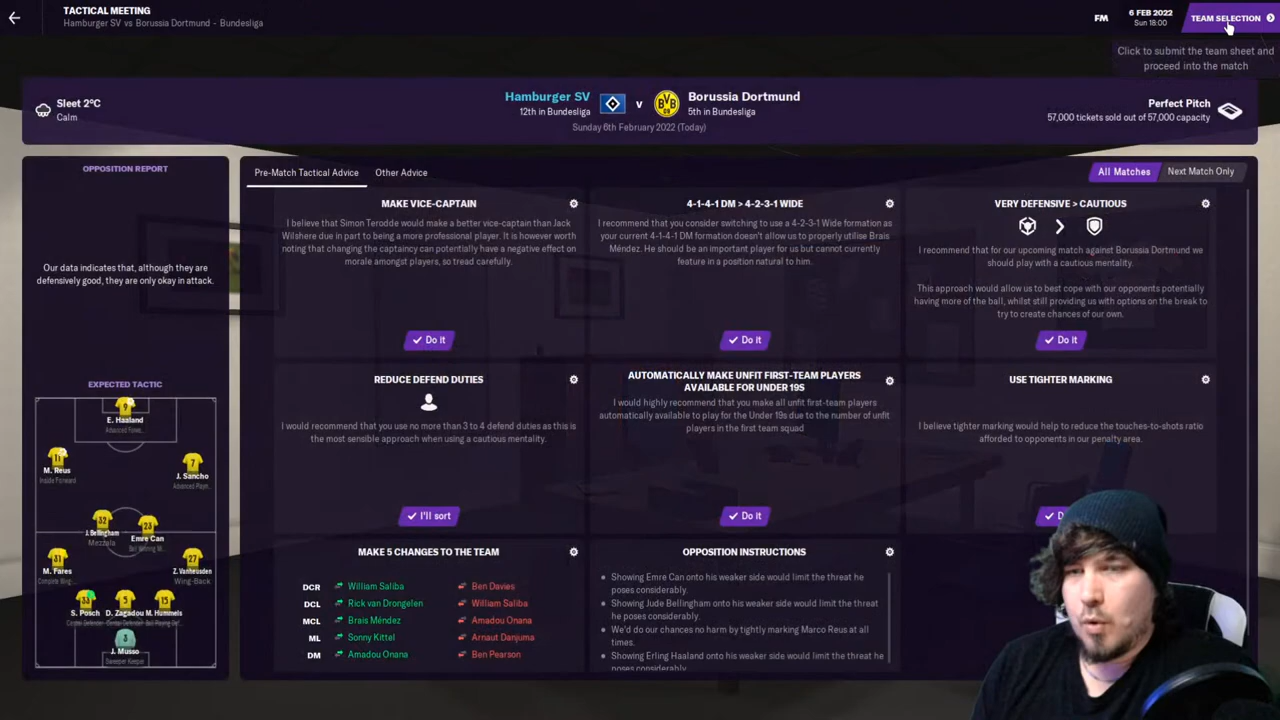 TACTICAL MEETING
Hamburger SV vs Borussia Dortmund - Bundesliga
FM
6 FEB 2022
Sun 18:00
TEAM SELECTION
Click to submit the team sheet and
proceed into the match
Sleet 2°C
Calm
Hamburger SV
12th in Bundesliga
v
Borussia Dortmund
5th in Bundesliga
Sunday 6th February 2022 (Today)
Perfect Pitch
57,000 tickets sold out of 57,000 capacity
OPPOSITION REPORT
Our data indicates that, although they are
defensively good, they are only okay in attack.
EXPECTED TACTIC
9
E. Haaland
11
M. Reus
Inside Forward
7
J. Sancho
32
J. Bellingham
Mezzala
23
Emre Can
31
M. Fares
27
Z. Vanheusden
Wing-Back
S. Posch
5
D. Zagadou
15
M. Hummels
3
J. Musso
Sweeper Keeper
Pre-Match Tactical Advice
Other Advice
All Matches
Next Match Only
MAKE VICE-CAPTAIN
I believe that Simon Terodde would make a better vice-captain than Jack
Wilshere due in part to being a more professional player. It is however worth
noting that changing the captaincy can potentially have a negative effect on
morale amongst players, so tread carefully.
Do it
4-1-4-1 DM > 4-2-3-1 WIDE
I recommend that you consider switching to use a 4-2-3-1 Wide formation as
your current 4-1-4-1 DM formation doesn't allow us to properly utilise Brais
Méndez. He should be an important player for us but cannot currently
feature in a position natural to him.
Do it
VERY DEFENSIVE > CAUTIOUS
I recommend that for our upcoming match against Borussia Dortmund we
should play with a cautious mentality.
This approach would allow us to best cope with our opponents potentially
having more of the ball, whilst still providing us with options on the break to
try to create chances of our own.
Do it
REDUCE DEFEND DUTIES
I would recommend that you use no more than 3 to 4 defend duties as this is
the most sensible approach when using a cautious mentality.
I'll sort
AUTOMATICALLY MAKE UNFIT FIRST-TEAM PLAYERS
AVAILABLE FOR UNDER 19S
I would highly recommend that you make all unfit first-team players
automatically available to play for the Under 19s due to the number of unfit
players in the first team squad
Do it
USE TIGHTER MARKING
I believe tighter marking would help to reduce the touches-to-shots ratio
afforded to opponents in our penalty area.
MAKE 5 CHANGES TO THE TEAM
DCR William Saliba Ben Davies
DCL Rick van Drongelen William Saliba
MCL Brais Méndez Amadou Onana
ML Sonny Kittel Arnaut Danjuma
DM Amadou Onana Ben Pearson
OPPOSITION INSTRUCTIONS
Showing Emre Can onto his weaker side would limit the threat he
poses considerably.
Showing Jude Bellingham onto his weaker side would limit the threat
he poses considerably.
We'd do our chances no harm by tightly marking Marco Reus at all
times.
Showing Erling Haaland onto his weaker side would limit the threat he
poses considerably.